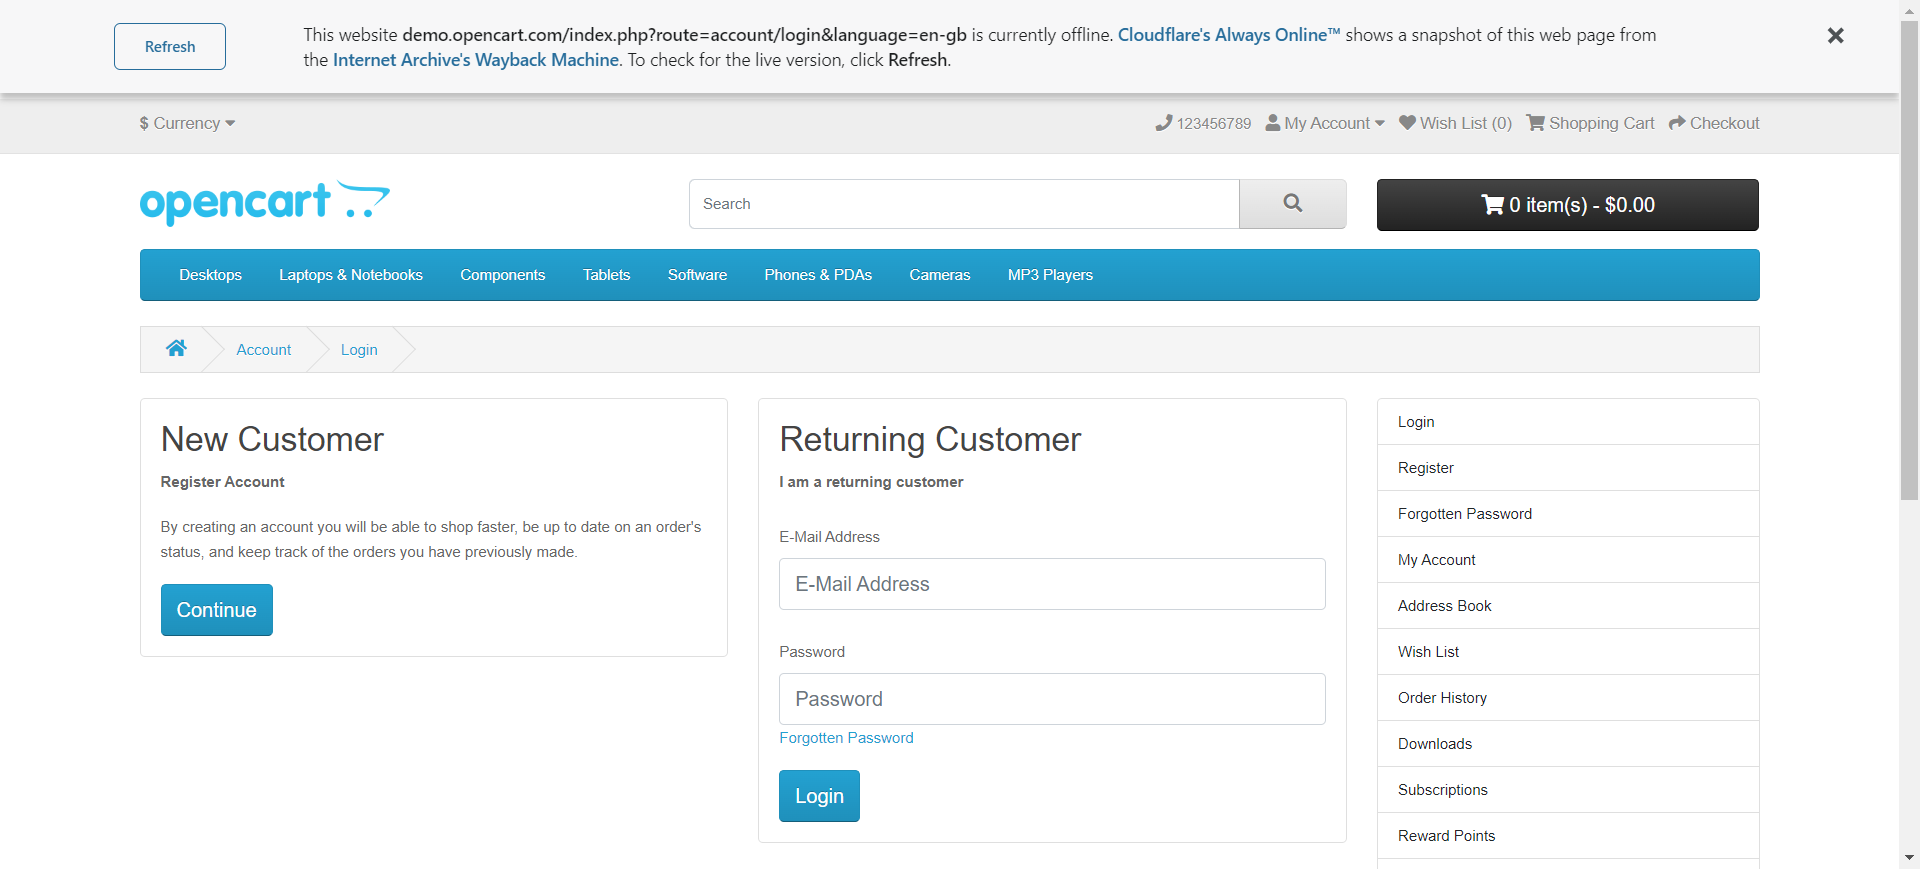 Refresh
This website demo.opencart.com/index.php?route=account/login&language=en-gb is currently offline. Cloudflare's Always Online™ shows a snapshot of this web page from
the Internet Archive's Wayback Machine. To check for the live version, click Refresh.
$ Currency
123456789 My Account Wish List (0) Shopping Cart Checkout
opencart
Search
0 item(s) - $0.00
Desktops Laptops & Notebooks Components Tablets Software Phones & PDAs Cameras MP3 Players
Account Login
New Customer
Register Account
By creating an account you will be able to shop faster, be up to date on an order's
status, and keep track of the orders you have previously made.
Continue
Returning Customer
I am a returning customer
E-Mail Address
E-Mail Address
Password
Password
Forgotten Password
Login
Login
Register
Forgotten Password
My Account
Address Book
Wish List
Order History
Downloads
Subscriptions
Reward Points